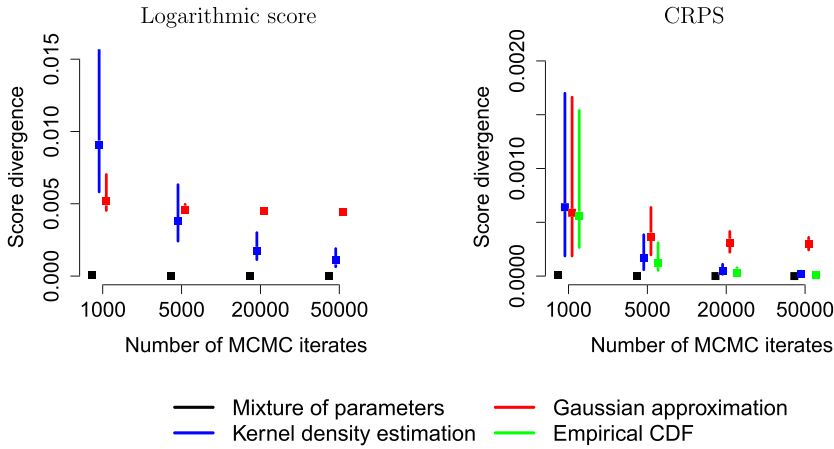 Logarithmic score
Score divergence
0.015
0.010
0.005
0.000
1000 5000 20000 50000
Number of MCMC iterates
CRPS
Score divergence
0.0020
0.0010
0.0000
1000 5000 20000 50000
Number of MCMC iterates
Mixture of parameters
Kernel density estimation
Gaussian approximation
Empirical CDF